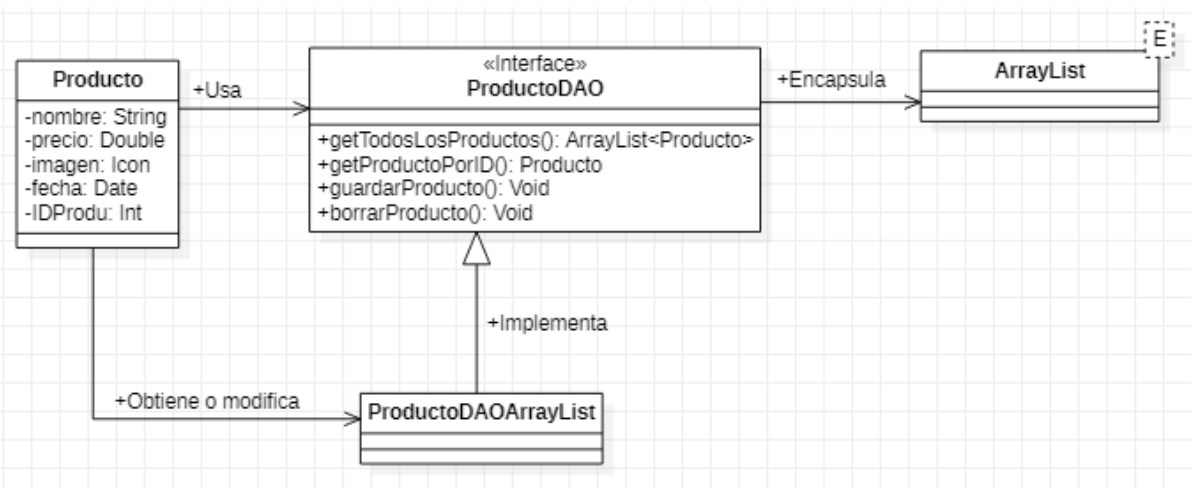 Producto
-nombre: String
-precio: Double
-imagen: Icon
-fecha: Date
-IDProdu: Int
+Usa
«Interface»
ProductoDAO
+getTodosLosProductos(): ArrayList<Producto>
+getProductoPorID(): Producto
+guardarProducto(): Void
+borrarProducto(): Void
+Encapsula
ArrayList
E
+Implementa
+Obtiene o modifica
ProductoDAOArrayList